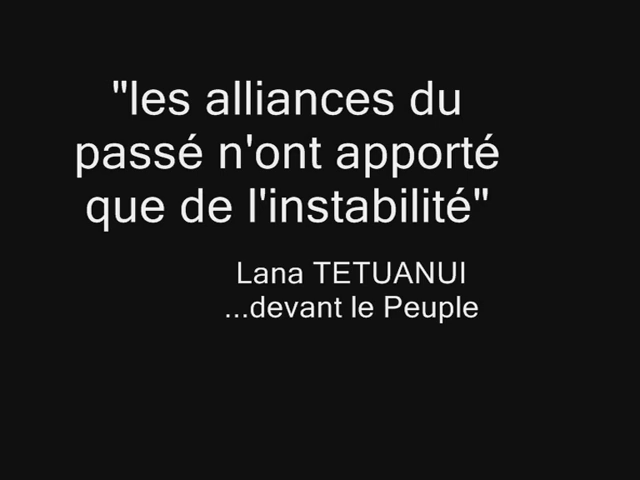 "les alliances du
passé n'ont apporté
que de l'instabilité"
Lana TETUANUI
...devant le Peuple